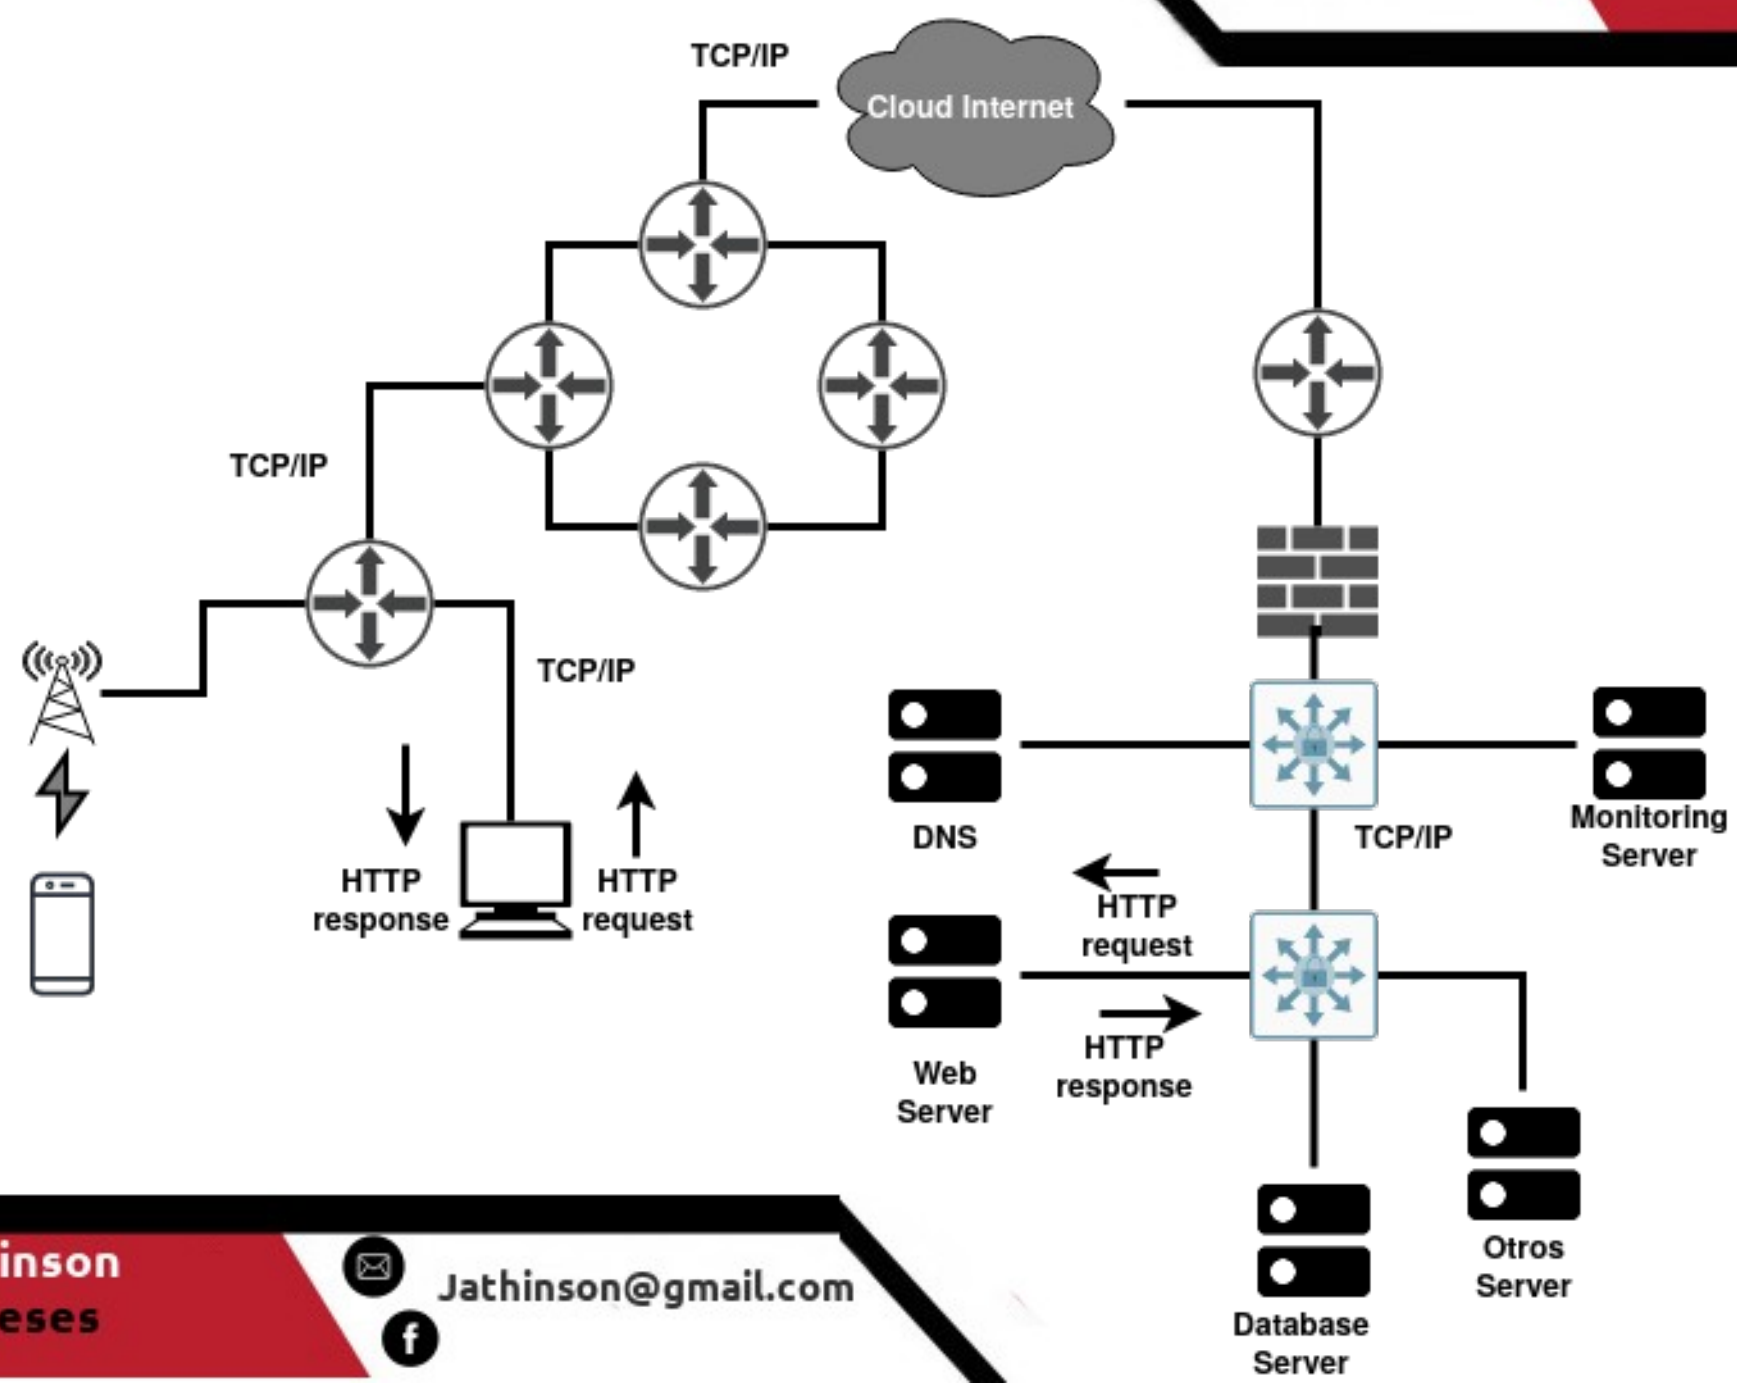 TCP/IP
Cloud Internet
TCP/IP
TCP/IP
HTTP
response
HTTP
request
DNS
TCP/IP
Monitoring
Server
HTTP
request
Web
Server
HTTP
response
Otros
Server
Database
Server
inson
eses
Jathinson@gmail.com
f